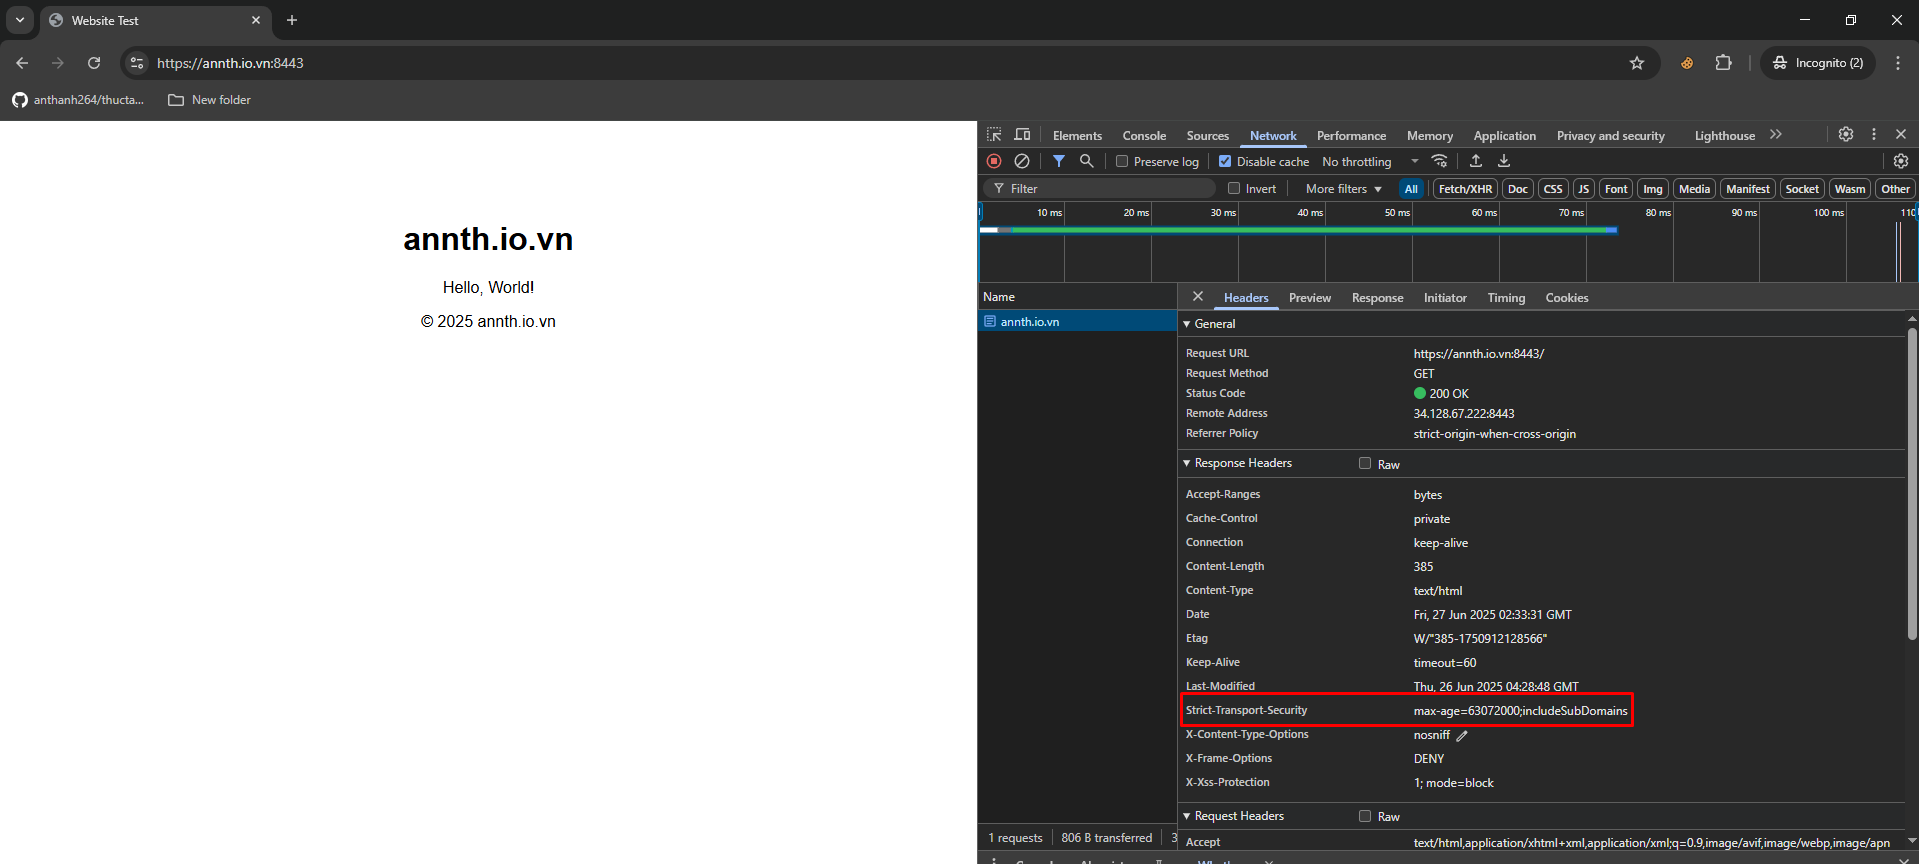 Website Test
https://annth.io.vn:8443
Incognito (2)
anthanh264/thucta...
New folder
annth.io.vn
Hello, World!
© 2025 annth.io.vn
Elements Console Sources Network Performance Memory Application Privacy and security Lighthouse
Preserve log Disable cache No throttling
Filter Invert More filters All Fetch/XHR Doc CSS JS Font Img Media Manifest Socket Wasm Other
10 ms 20 ms 30 ms 40 ms 50 ms 60 ms 70 ms 80 ms 90 ms 100 ms 110
Name
annth.io.vn
Headers Preview Response Initiator Timing Cookies
General
Request URL https://annth.io.vn:8443/
Request Method GET
Status Code 200 OK
Remote Address 34.128.67.222:8443
Referrer Policy strict-origin-when-cross-origin
Response Headers Raw
Accept-Ranges bytes
Cache-Control private
Connection keep-alive
Content-Length 385
Content-Type text/html
Date Fri, 27 Jun 2025 02:33:31 GMT
Etag W/"385-1750912128566"
Keep-Alive timeout=60
Last-Modified Thu, 26 Jun 2025 04:28:48 GMT
Strict-Transport-Security max-age=63072000;includeSubDomains
X-Content-Type-Options nosniff
X-Frame-Options DENY
X-Xss-Protection 1; mode=block
Request Headers Raw
Accept text/html,application/xhtml+xml,application/xml;q=0.9,image/avif,image/webp,image/apn
1 requests 806 B transferred 3